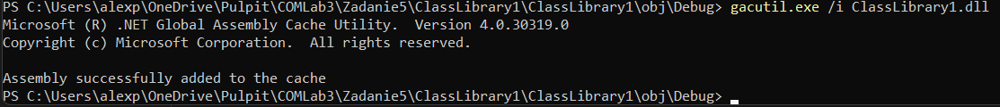 PS C:\Users\alexp\OneDrive\Pulpit\COMLab3\Zadanie5\ClassLibrary1\ClassLibrary1\obj\Debug> gacutil.exe /i ClassLibrary1.dll
Microsoft (R) .NET Global Assembly Cache Utility.  Version 4.0.30319.0
Copyright (c) Microsoft Corporation.  All rights reserved.

Assembly successfully added to the cache
PS C:\Users\alexp\OneDrive\Pulpit\COMLab3\Zadanie5\ClassLibrary1\ClassLibrary1\obj\Debug>